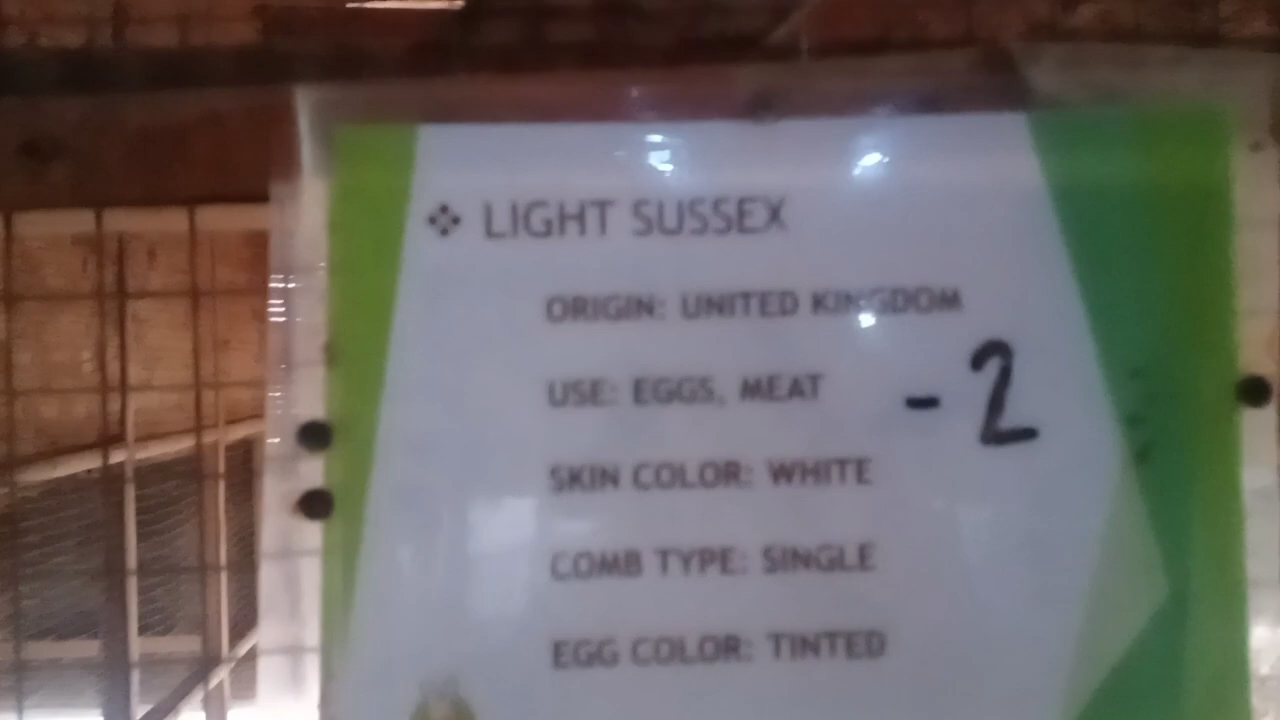 ❖ LIGHT SUSSEX
ORIGIN: UNITED KINGDOM
USE: EGGS, MEAT - 2
SKIN COLOR: WHITE
COMB TYPE: SINGLE
EGG COLOR: TINTED